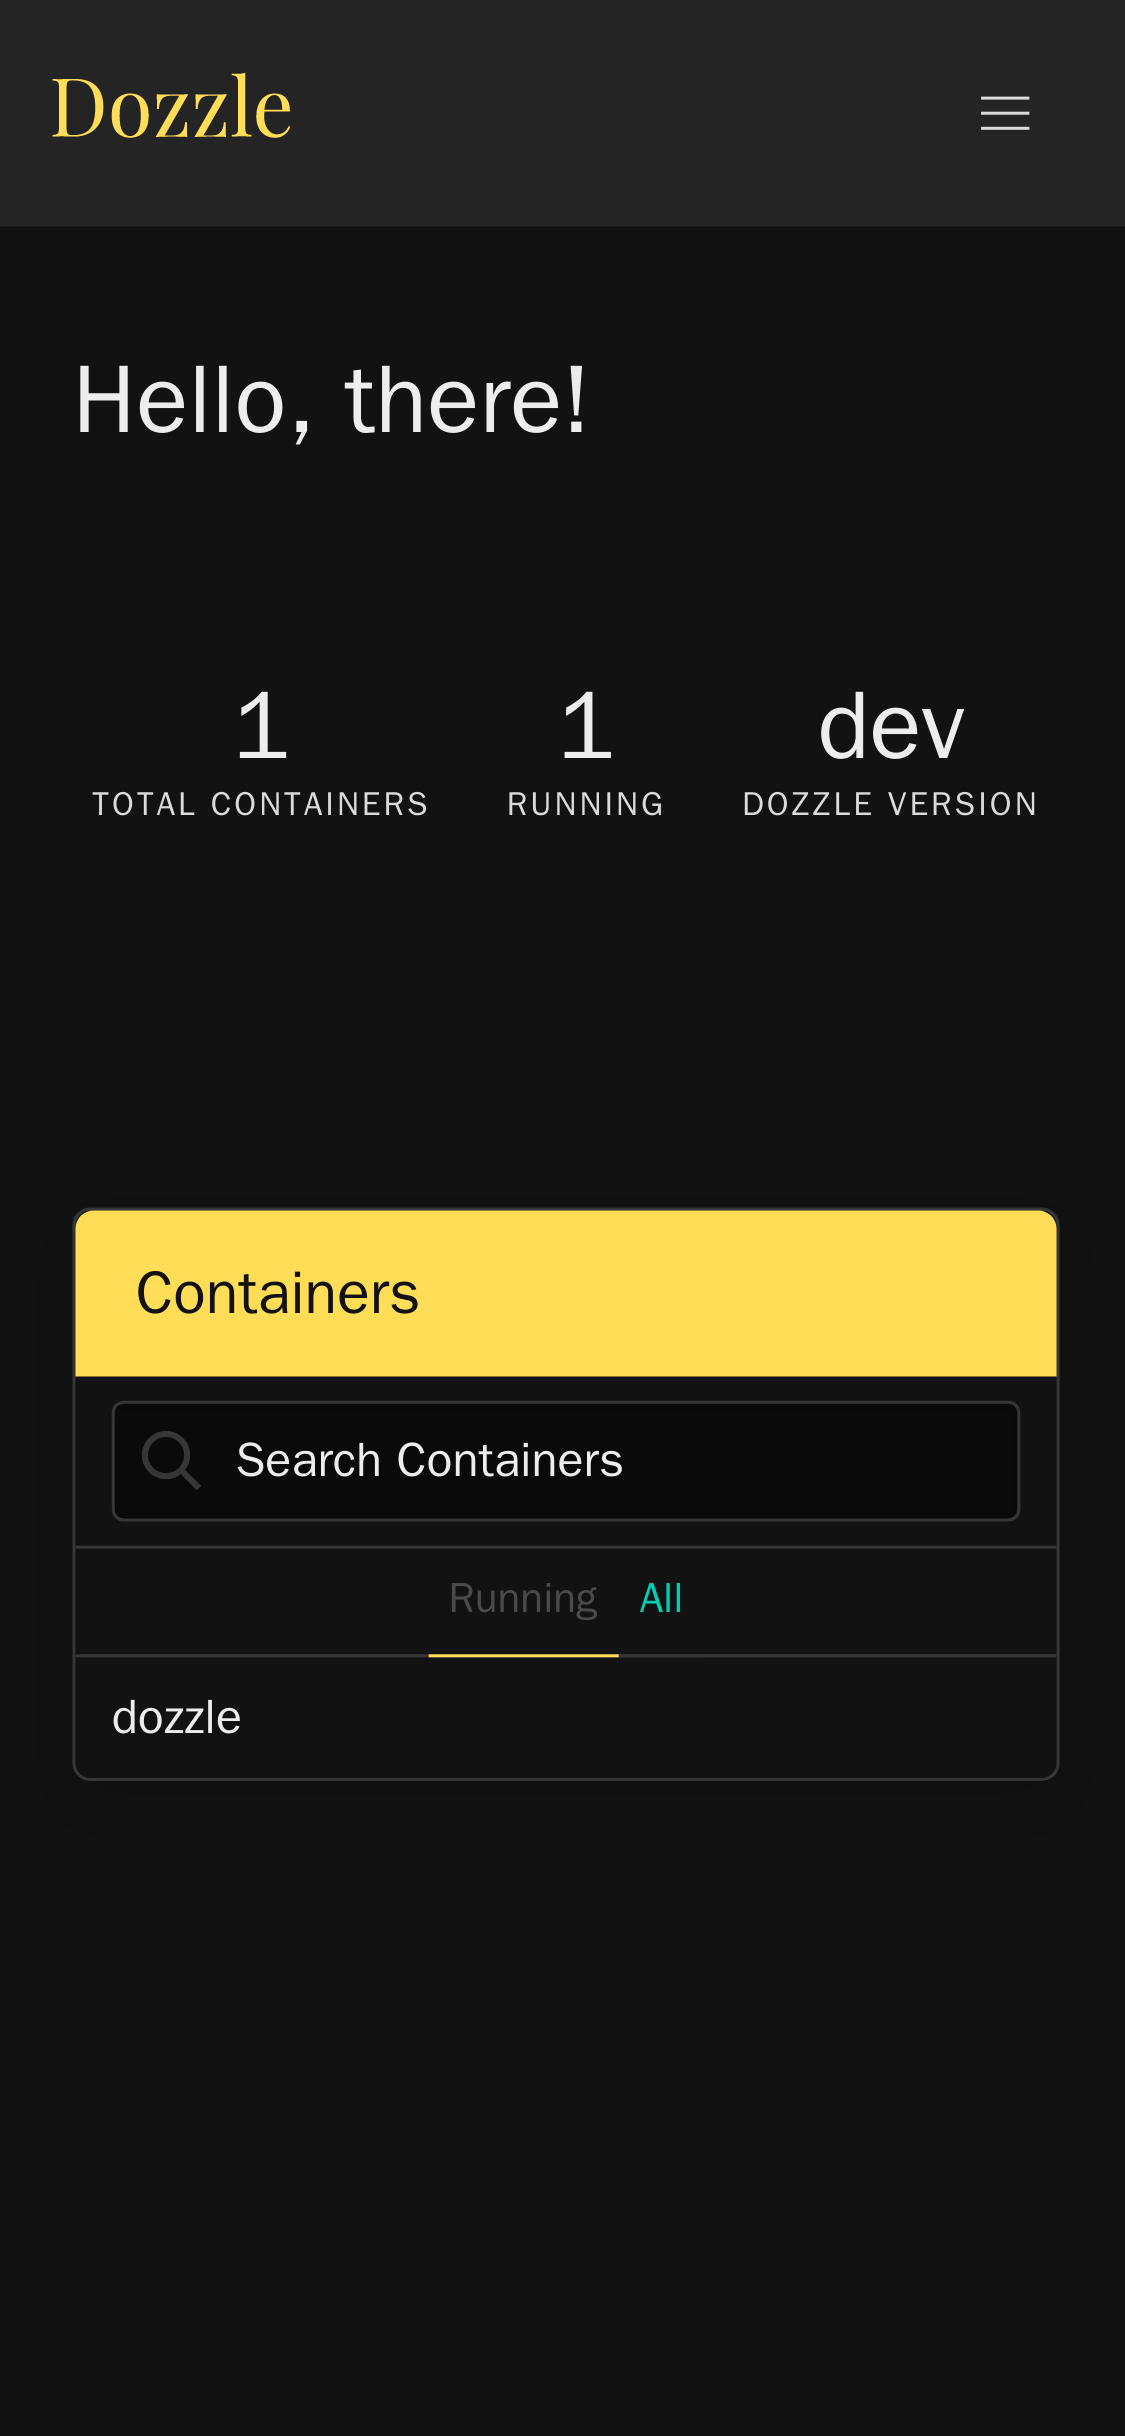 Dozzle
Hello, there!
1 1 dev
TOTAL CONTAINERS RUNNING DOZZLE VERSION
Containers
Search Containers
Running All
dozzle